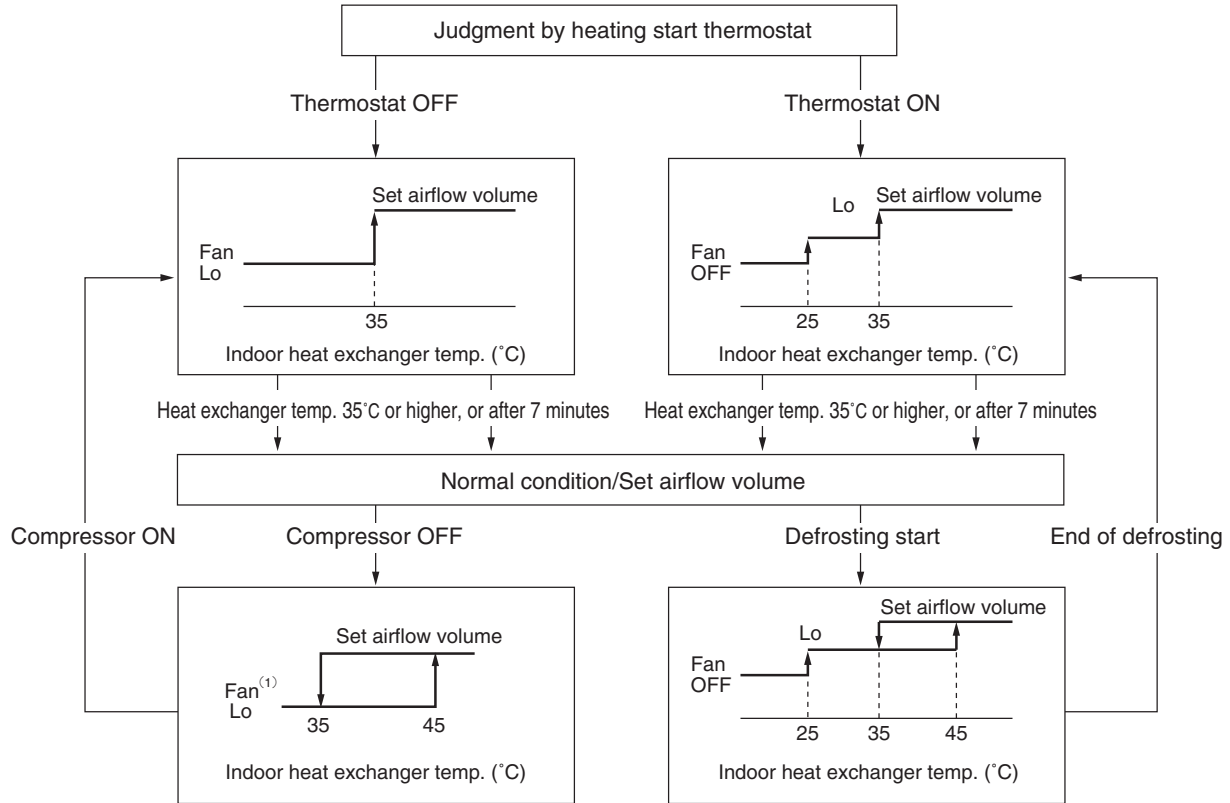 Judgment by heating start thermostat
Thermostat OFF
Thermostat ON
Set airflow volume
Fan
Lo
35
Indoor heat exchanger temp. (˚C)
Set airflow volume
Lo
Fan
OFF
25 35
Indoor heat exchanger temp. (˚C)
Heat exchanger temp. 35˚C or higher, or after 7 minutes
Heat exchanger temp. 35˚C or higher, or after 7 minutes
Normal condition/Set airflow volume
Compressor ON
Compressor OFF
Defrosting start
End of defrosting
Set airflow volume
Fan(1)
Lo
35 45
Indoor heat exchanger temp. (˚C)
Set airflow volume
Lo
Fan
OFF
25 35 45
Indoor heat exchanger temp. (˚C)